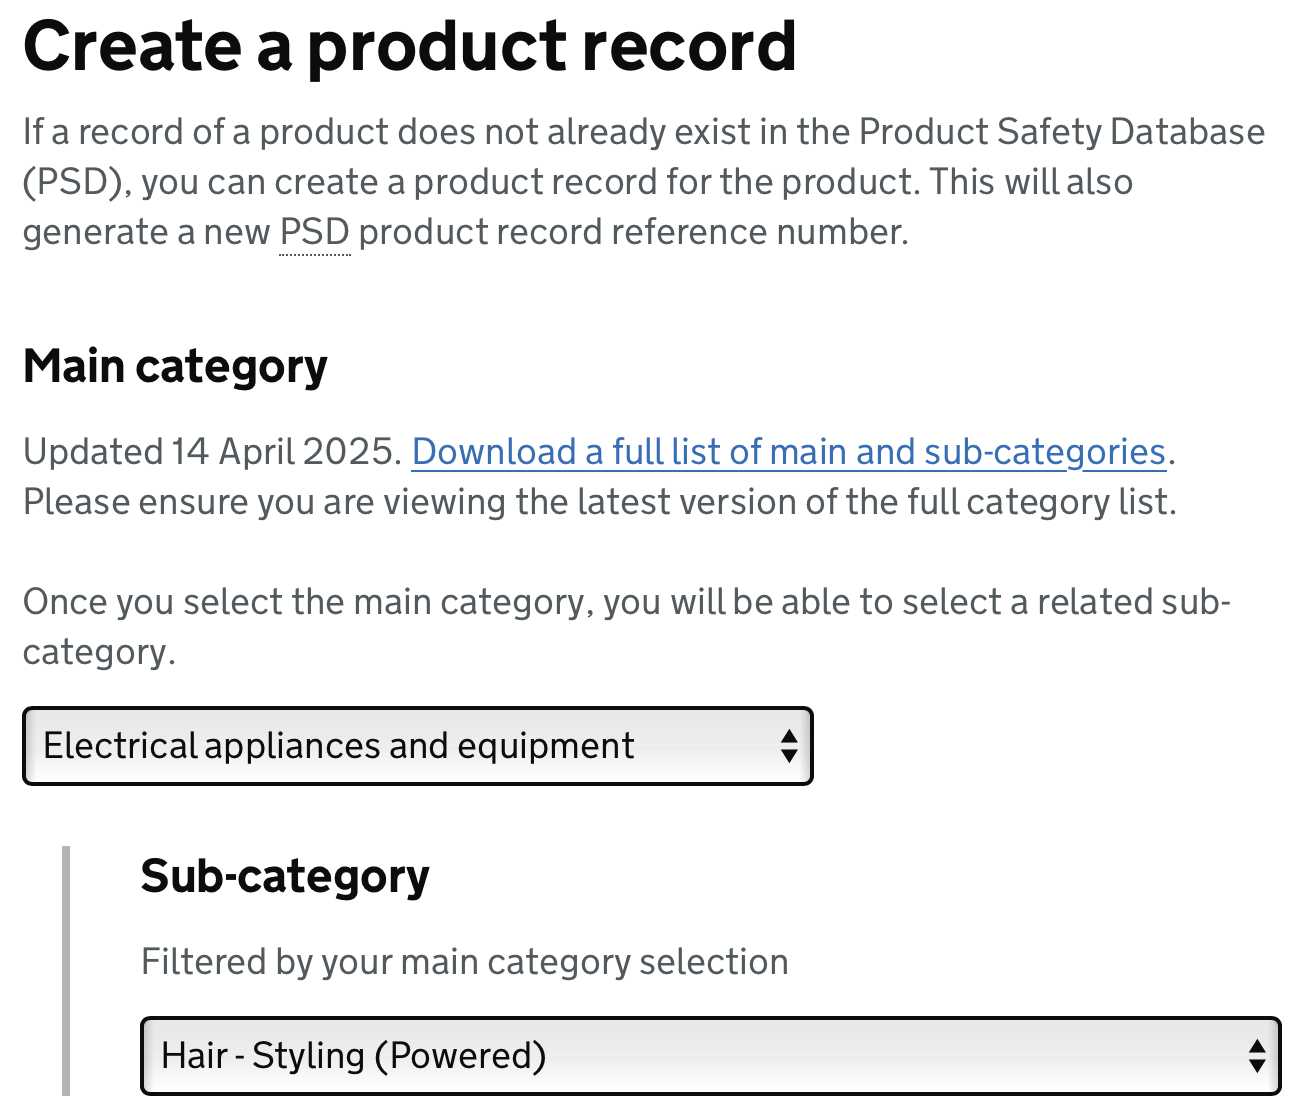 Create a product record
If a record of a product does not already exist in the Product Safety Database
(PSD), you can create a product record for the product. This will also
generate a new PSD product record reference number.
Main category
Updated 14 April 2025. Download a full list of main and sub-categories.
Please ensure you are viewing the latest version of the full category list.
Once you select the main category, you will be able to select a related sub-
category.
Electrical appliances and equipment
Sub-category
Filtered by your main category selection
Hair - Styling (Powered)